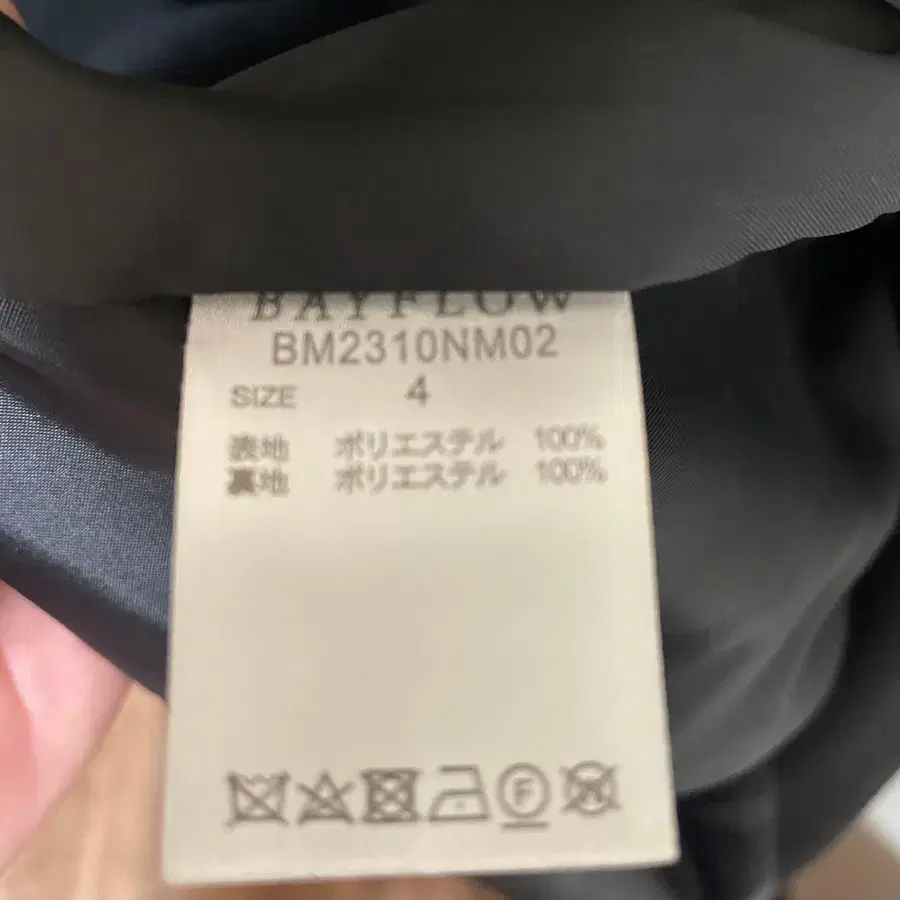 BAYFLOW
BM2310NM02
SIZE 4
表地 ポリエステル 100%
裏地 ポリエステル 100%
F